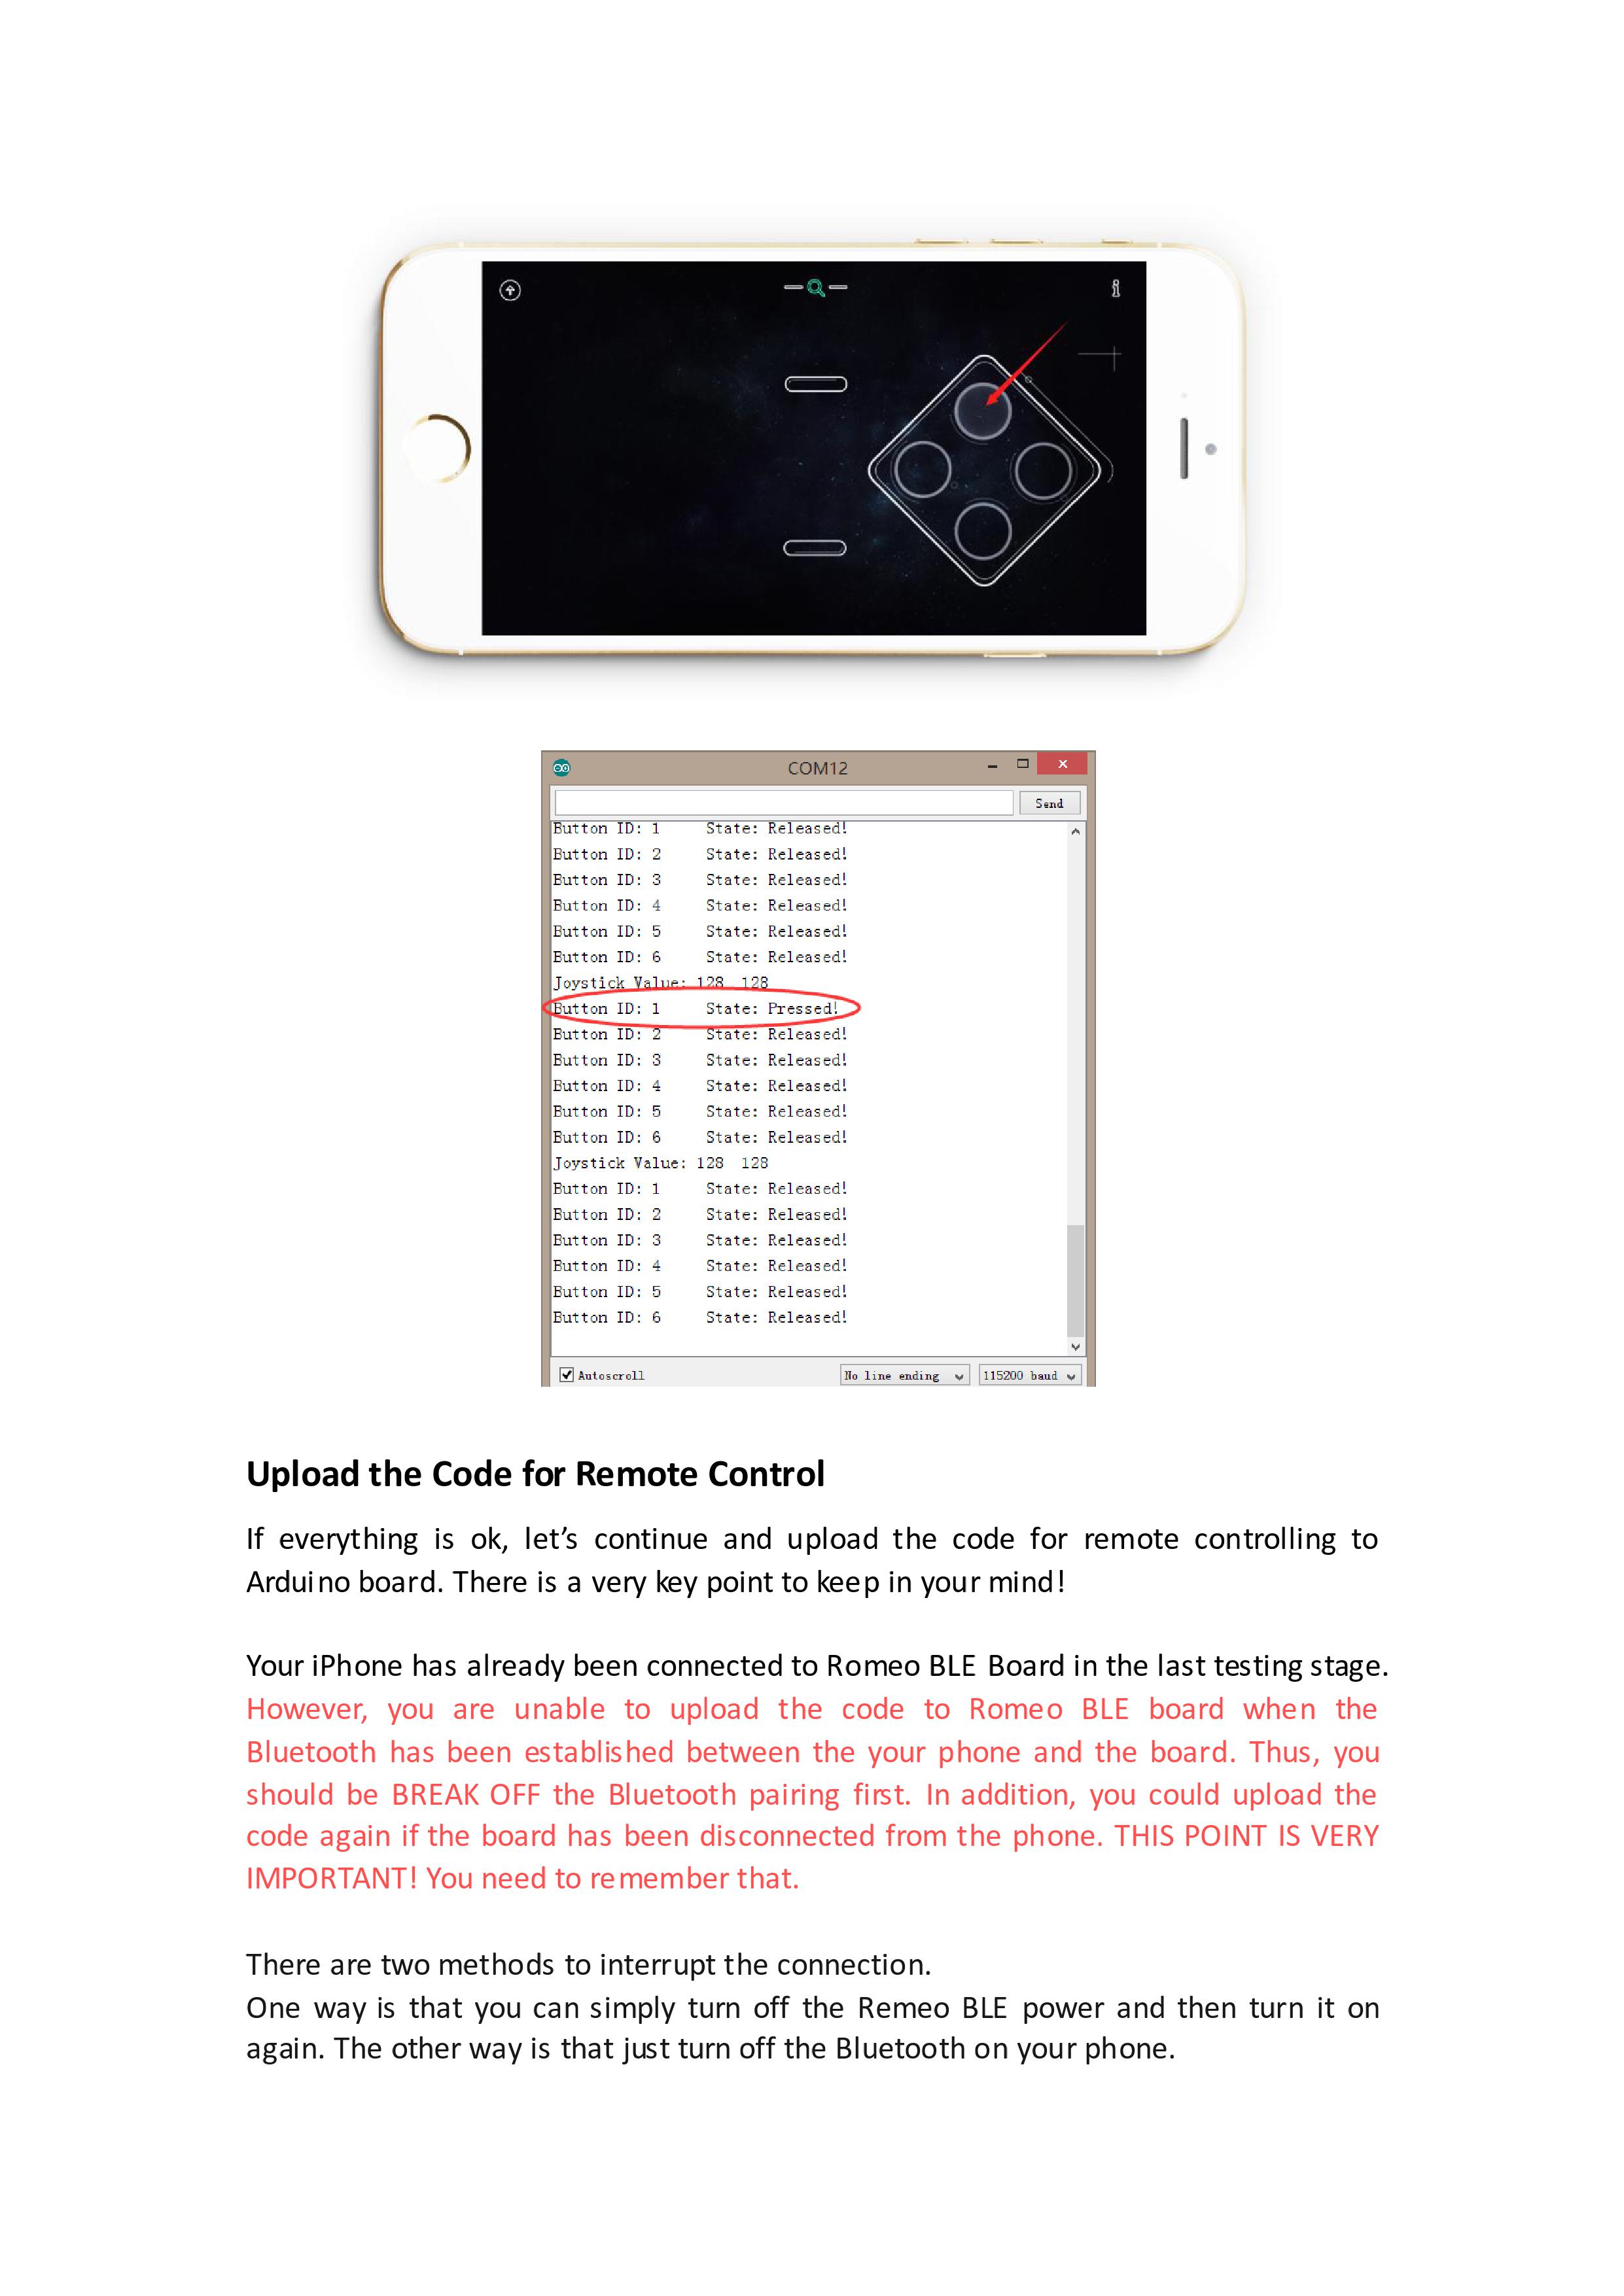 COM12
Send
Button ID: 1 State: Released!
Button ID: 2 State: Released!
Button ID: 3 State: Released!
Button ID: 4 State: Released!
Button ID: 5 State: Released!
Button ID: 6 State: Released!
Joystick Value: 128 128
Button ID: 1 State: Pressed!
Button ID: 2 State: Released!
Button ID: 3 State: Released!
Button ID: 4 State: Released!
Button ID: 5 State: Released!
Button ID: 6 State: Released!
Joystick Value: 128 128
Button ID: 1 State: Released!
Button ID: 2 State: Released!
Button ID: 3 State: Released!
Button ID: 4 State: Released!
Button ID: 5 State: Released!
Button ID: 6 State: Released!
Autoscroll No line ending 115200 baud
Upload the Code for Remote Control
If everything is ok, let’s continue and upload the code for remote controlling to
Arduino board. There is a very key point to keep in your mind!
Your iPhone has already been connected to Romeo BLE Board in the last testing stage.
However, you are unable to upload the code to Romeo BLE board when the
Bluetooth has been established between the your phone and the board. Thus, you
should be BREAK OFF the Bluetooth pairing first. In addition, you could upload the
code again if the board has been disconnected from the phone. THIS POINT IS VERY
IMPORTANT! You need to remember that.
There are two methods to interrupt the connection.
One way is that you can simply turn off the Remeo BLE power and then turn it on
again. The other way is that just turn off the Bluetooth on your phone.